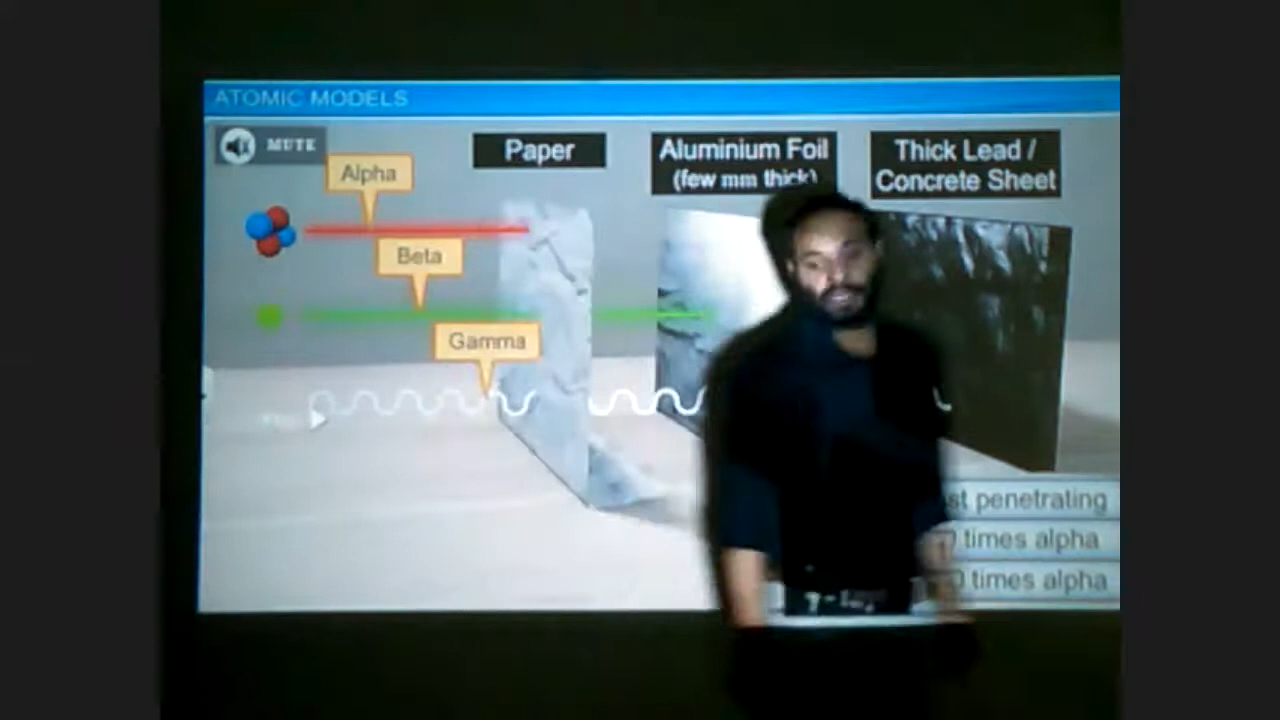 ATOMIC MODELS
MUTE
Paper
Aluminium Foil
(few mm thick)
Thick Lead /
Concrete Sheet
Alpha
Beta
Gamma
penetrating
times alpha
times alpha